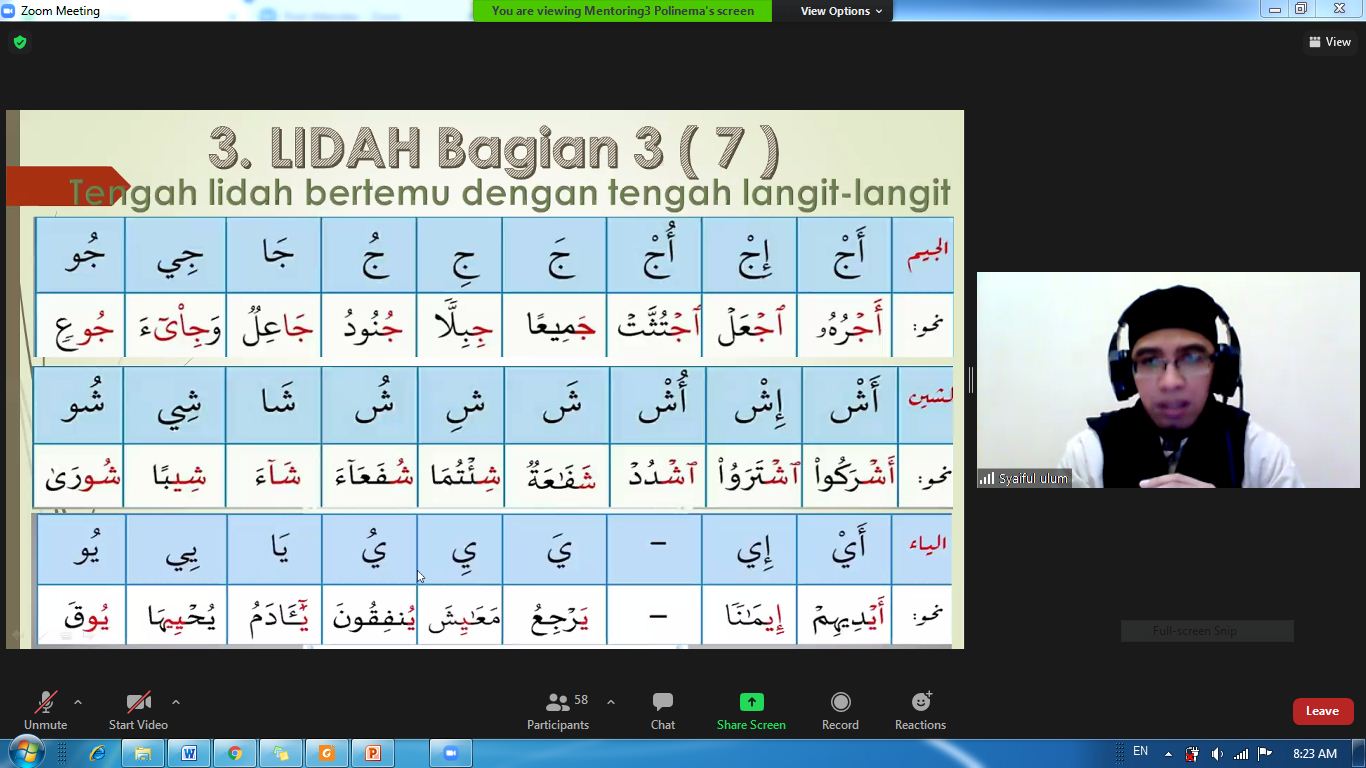 Zoom Meeting
You are viewing Mentoring3 Polinema's screen
View Options
View
3. LIDAH Bagian 3 ( 7 )
Tengah lidah bertemu dengan tengah langit-langit
الجيم أَجْ إِجْ أُجْ جَ جِ جُ جَا جِي جُو
نحو: أَجْرُهُۥ ٱجْعَلْ ٱجْتُثَّتْ جَمِيعًا جِبِلًّا جُنُودُ جَاعِلُ وَجِا۟ىٓءَ جُوعٍ
لشين أَشْ إِشْ أُشْ شَ شِ شُ شَا شِي شُو
نحو: أَشْرَكُوا۟ ٱشْتَرَوُا۟ ٱشْدُدْ شَفَٰعَةٌ شِئْتُمَا شُفَعَآءَ شَآءَ شِيبًا شُورَىٰ
الياء أَيْ إِي – يَ يِ يُ يَا يِي يُو
نحو: أَيْدِيهِمْ إِيمَٰنًا – يَرْجِعُ مَعَٰيِشَ يُنفِقُونَ يَٰٓـَٔادَمُ يُحْيِيهَا يُوقَ
Syaiful ulum
Full-screen Snip
Unmute
Start Video
58
Participants
Chat
Share Screen
Record
Reactions
Leave
EN
8:23 AM